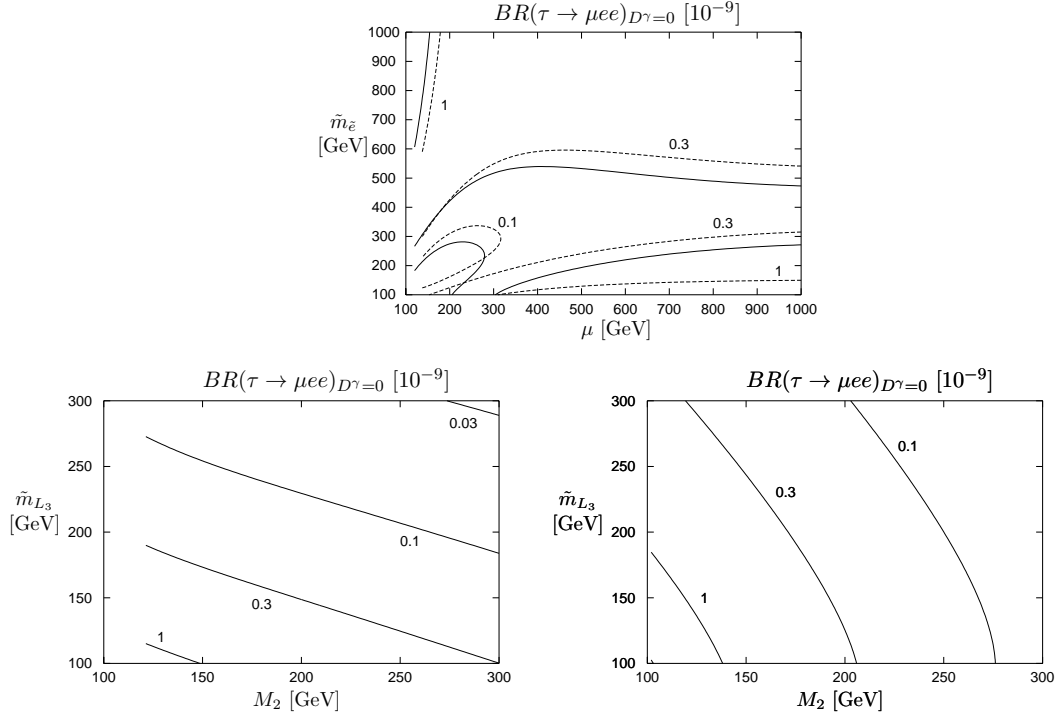 BR(τ → μee)_{D^γ=0} [10^{-9}]
1000
900
800
700
600
500
400
300
200
100
m̃_{ẽ}
[GeV]
1
0.3
0.1
0.3
1
100 200 300 400 500 600 700 800 900 1000
μ [GeV]
BR(τ → μee)_{D^γ=0} [10^{-9}]
300
250
200
150
100
m̃_{L_3}
[GeV]
0.03
0.1
0.3
1
100 150 200 250 300
M_2 [GeV]
BR(τ → μee)_{D^γ=0} [10^{-9}]
300
250
200
150
100
m̃_{L_3}
[GeV]
0.1
0.3
1
100 150 200 250 300
M_2 [GeV]